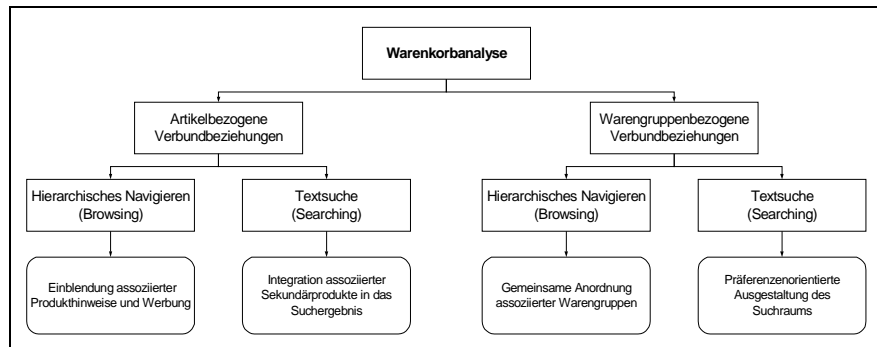 Warenkorbanalyse
Artikelbezogene
Verbundbeziehungen
Warengruppenbezogene
Verbundbeziehungen
Hierarchisches Navigieren
(Browsing)
Textsuche
(Searching)
Hierarchisches Navigieren
(Browsing)
Textsuche
(Searching)
Einblendung assoziierter
Produkthinweise und Werbung
Integration assoziierter
Sekundärprodukte in das
Suchergebnis
Gemeinsame Anordnung
assoziierter Warengruppen
Präferenzenorientierte
Ausgestaltung des
Suchraums